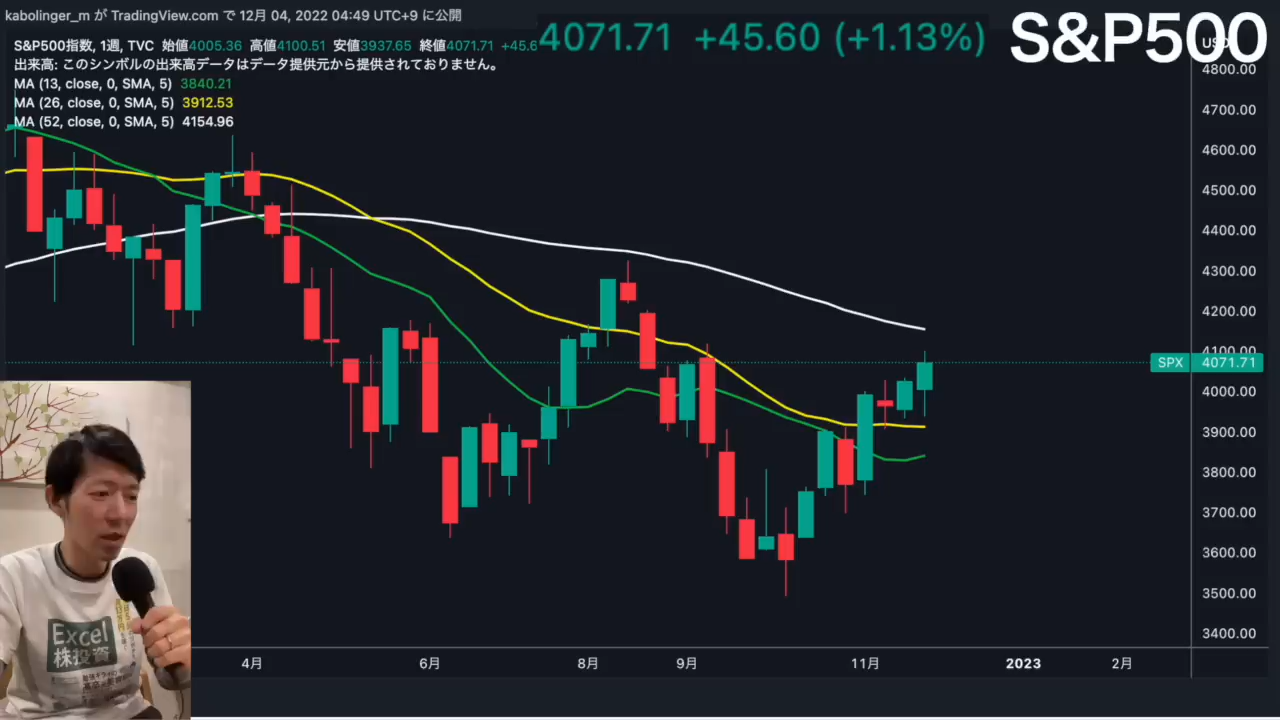 kabolinger_m が TradingView.com で 12月 04, 2022 04:49 UTC+9 に公開
4071.71 +45.60 (+1.13%) S&P500
S&P500指数, 1週, TVC 始値4005.36 高値4100.51 安値3937.65 終値4071.71 +45.6
出来高: このシンボルの出来高データはデータ提供元から提供されておりません。
MA (13, close, 0, SMA, 5) 3840.21
MA (26, close, 0, SMA, 5) 3912.53
MA (52, close, 0, SMA, 5) 4154.96
4800.00
4700.00
4600.00
4500.00
4400.00
4300.00
4200.00
4100.00
SPX 4071.71
4000.00
3900.00
3800.00
3700.00
3600.00
3500.00
3400.00
4月 6月 8月 9月 11月 2023 2月
Excel
株投資